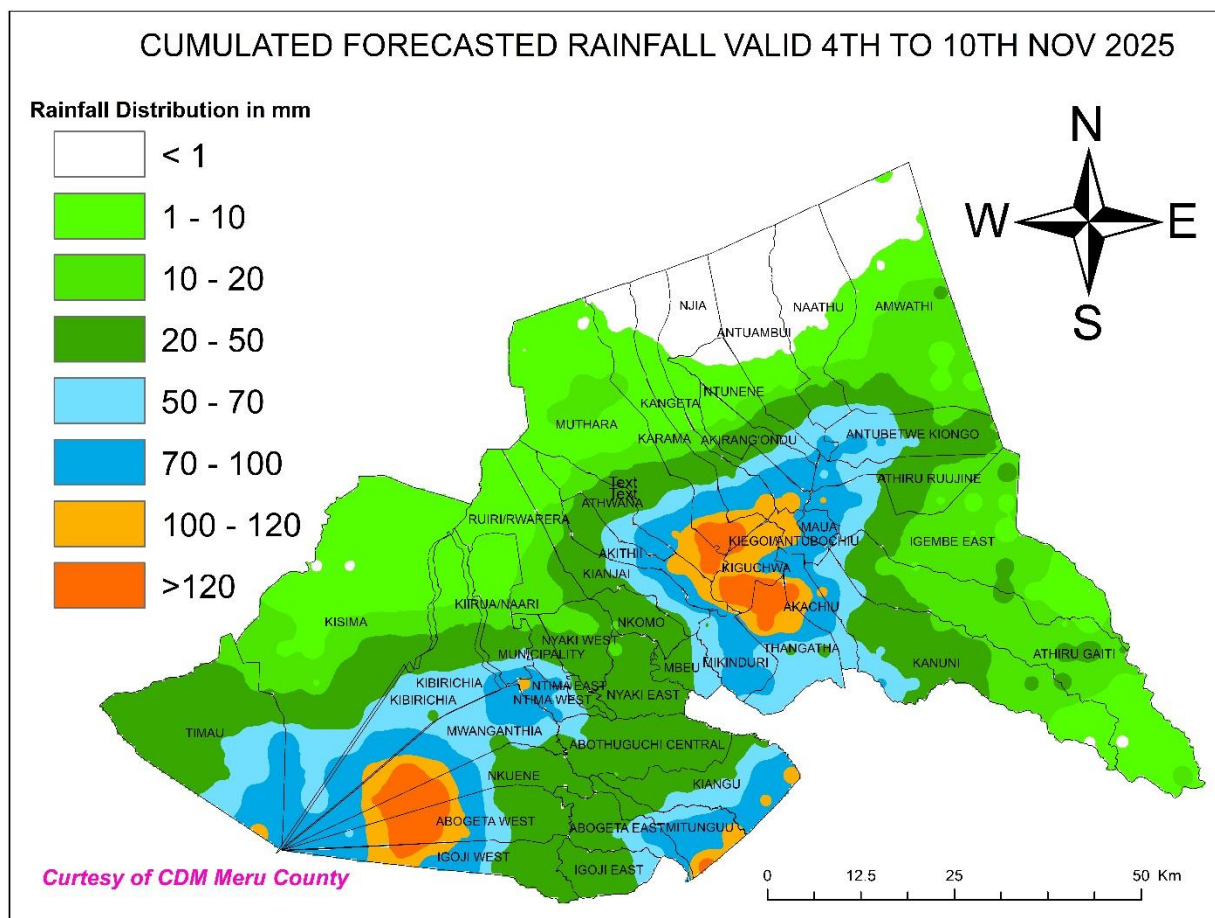 CUMULATED FORECASTED RAINFALL VALID 4TH TO 10TH NOV 2025
Rainfall Distribution in mm
< 1
1 - 10
10 - 20
20 - 50
50 - 70
70 - 100
100 - 120
>120
N
W
E
S
NJIA
NAATHU
AMWATHI
ANTUAMBUI
NTUNENE
KANGETA
MUTHARA
KARAMA
AKIRANG'ONDU
ANTUBETWE KIONGO
ATHIRU RUUJINE
Text
Text
ATHWANA
RUIRI/RWARERA
MAUA
KIEGOI/ANTUBOCHIU
IGEMBE EAST
AKITHII
KIANJAI
KIGUCHWA
KIIRUA/NAARI
AKACHIU
KISIMA
NKOMO
NYAKI WEST
MUNICIPALITY
THANGATHA
MBEU
MIKINDURI
KANUNI
ATHIRU GAITI
KIBIRICHIA
NTIMA EAST
KIBIRICHIA
NTIMA WEST
NYAKI EAST
TIMAU
MWANGANTHIA
ABOTHUGUCHI CENTRAL
NKUENE
KIANGU
ABOGETA WEST
ABOGETA EAST
MITUNGUU
IGOJI WEST
IGOJI EAST
Curtesy of CDM Meru County
0 12.5 25 50 Km